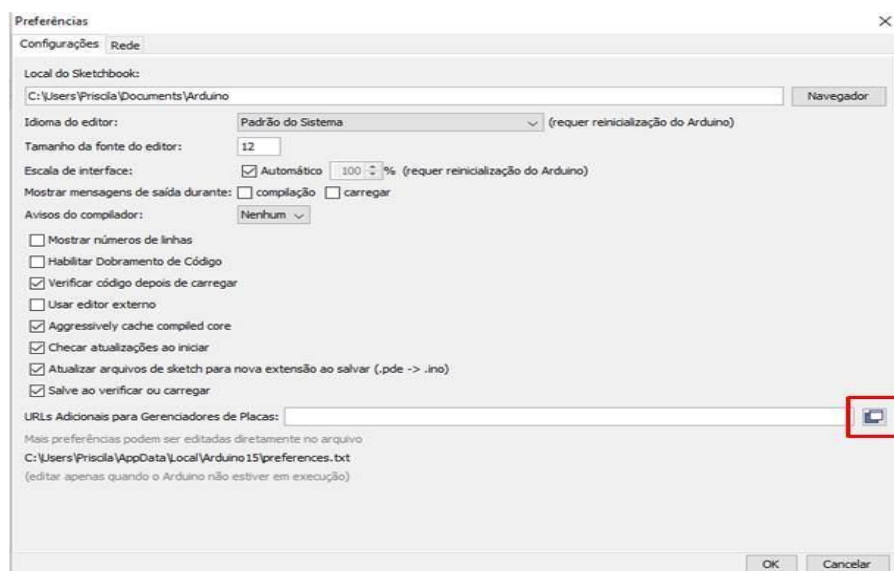 Preferências
Configurações Rede
Local do Sketchbook:
C:\Users\Priscila\Documents\Arduino Navegador
Idioma do editor: Padrão do Sistema (requer reinicialização do Arduino)
Tamanho da fonte do editor: 12
Escala de interface: Automático 100 % (requer reinicialização do Arduino)
Mostrar mensagens de saída durante: compilação carregar
Avisos do compilador: Nenhum
Mostrar números de linhas
Habilitar Dobramento de Código
Verificar código depois de carregar
Usar editor externo
Aggressively cache compiled core
Checar atualizações ao iniciar
Atualizar arquivos de sketch para nova extensão ao salvar (.pde -> .ino)
Salve ao verificar ou carregar
URLs Adicionais para Gerenciadores de Placas:
Mais preferências podem ser editadas diretamente no arquivo
C:\Users\Priscila\AppData\Local\Arduino15\preferences.txt
(editar apenas quando o Arduino não estiver em execução)
OK Cancelar